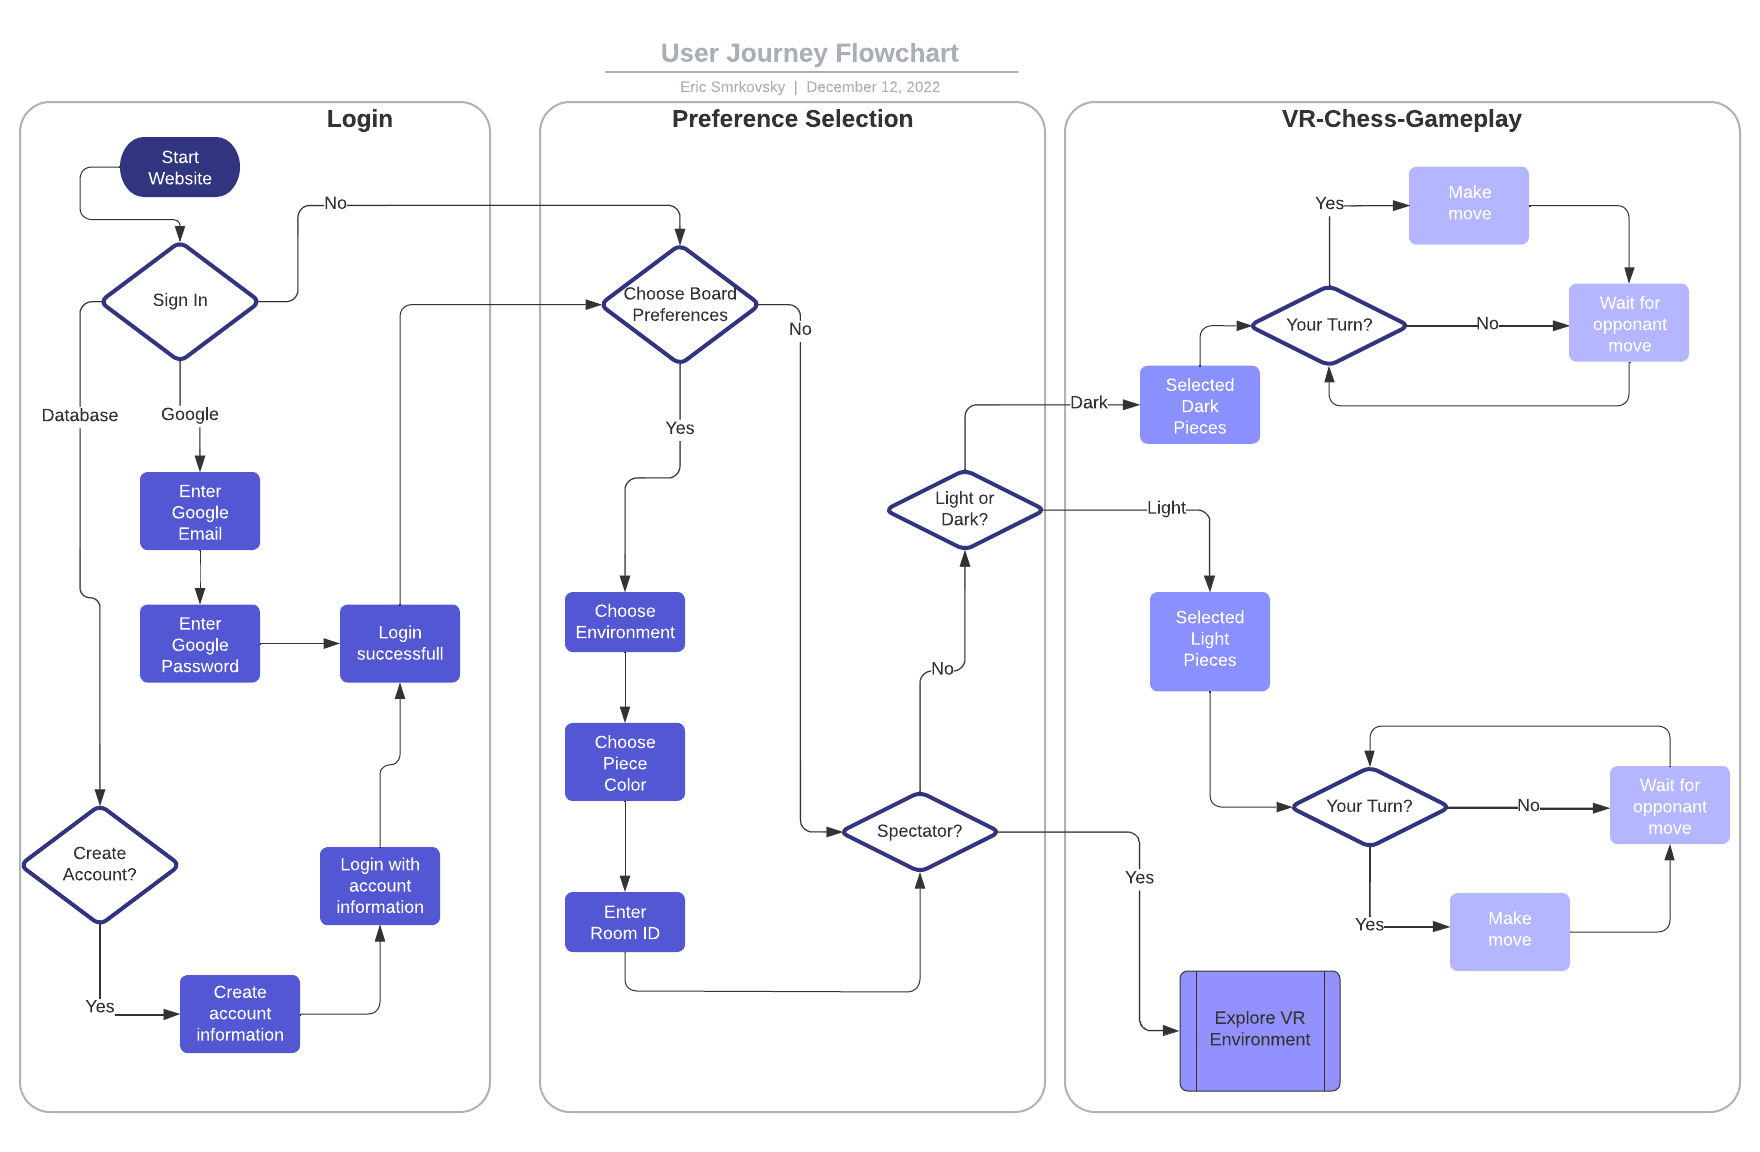 User Journey Flowchart
Eric Smrkovsky | December 12, 2022
Login
Start
Website
No
Sign In
Database
Google
Enter
Google
Email
Enter
Google
Password
Login
successfull
Create
Account?
Login with
account
information
Yes
Create
account
information
Preference Selection
Choose Board
Preferences
No
Yes
Choose
Environment
Choose
Piece
Color
Enter
Room ID
Light or
Dark?
No
Spectator?
VR-Chess-Gameplay
Yes
Make
move
Your Turn?
No
Wait for
opponant
move
Dark
Selected
Dark
Pieces
Light
Selected
Light
Pieces
Your Turn?
No
Wait for
opponant
move
Yes
Yes
Make
move
Explore VR
Environment